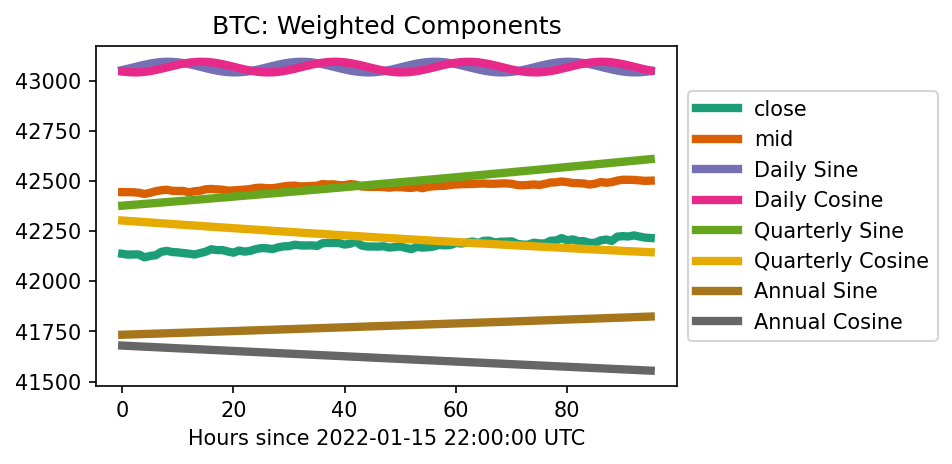 BTC: Weighted Components
43000
42750
42500
42250
42000
41750
41500
0 20 40 60 80
Hours since 2022-01-15 22:00:00 UTC
close
mid
Daily Sine
Daily Cosine
Quarterly Sine
Quarterly Cosine
Annual Sine
Annual Cosine